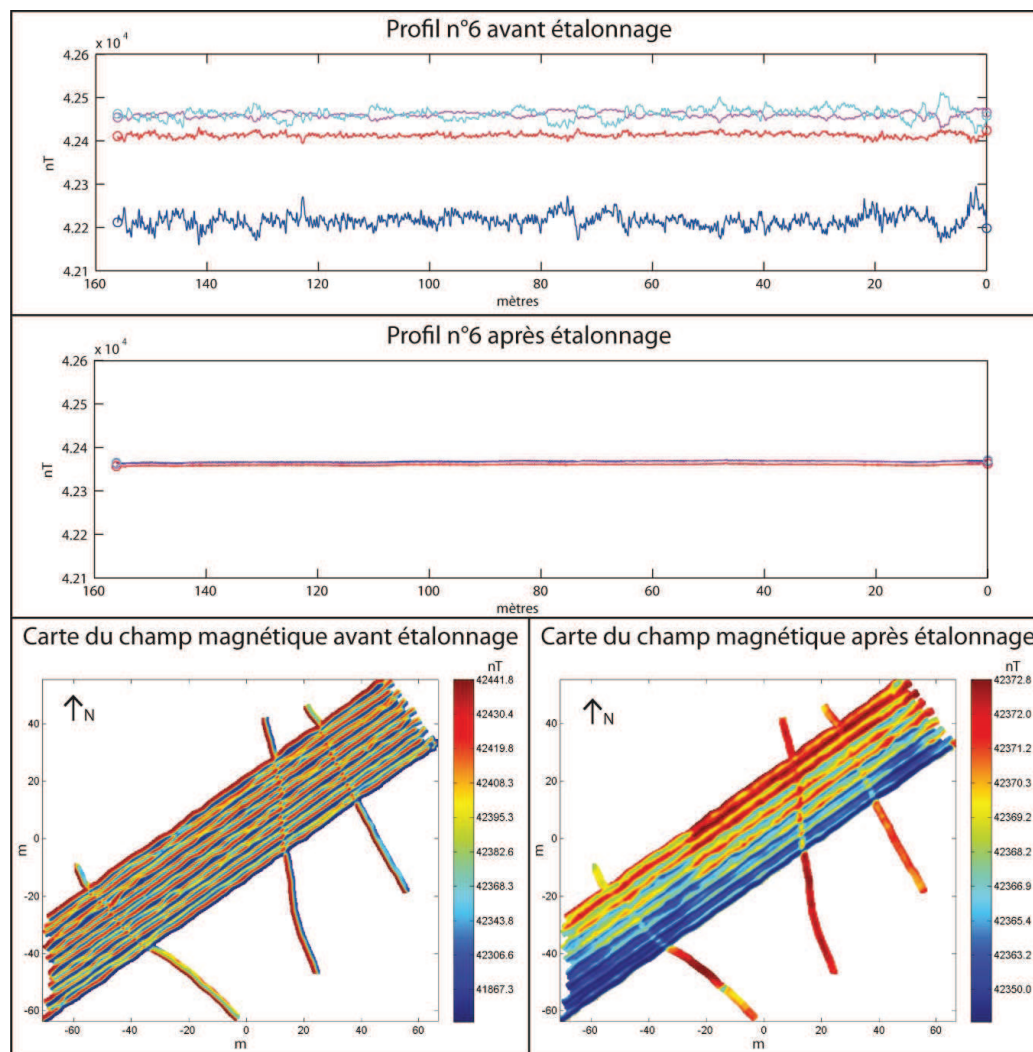 Profil n°6 avant étalonnage
x 10⁴
4.26
4.25
4.24
4.23
4.22
4.21
nT
160 140 120 100 80 60 40 20 0
mètres
Profil n°6 après étalonnage
x 10⁴
4.26
4.25
4.24
4.23
4.22
4.21
nT
160 140 120 100 80 60 40 20 0
mètres
Carte du champ magnétique avant étalonnage
nT
N
40
20
0
m
-20
-40
-60
-60 -40 -20 0 20 40 60
m
42441.8
42430.4
42419.8
42408.3
42395.3
42382.6
42368.3
42343.8
42306.6
41867.3
Carte du champ magnétique après étalonnage
nT
N
40
20
0
m
-20
-40
-60
-60 -40 -20 0 20 40 60
m
42372.8
42372.0
42371.2
42370.3
42369.2
42368.2
42367.0
42365.4
42363.2
42350.0